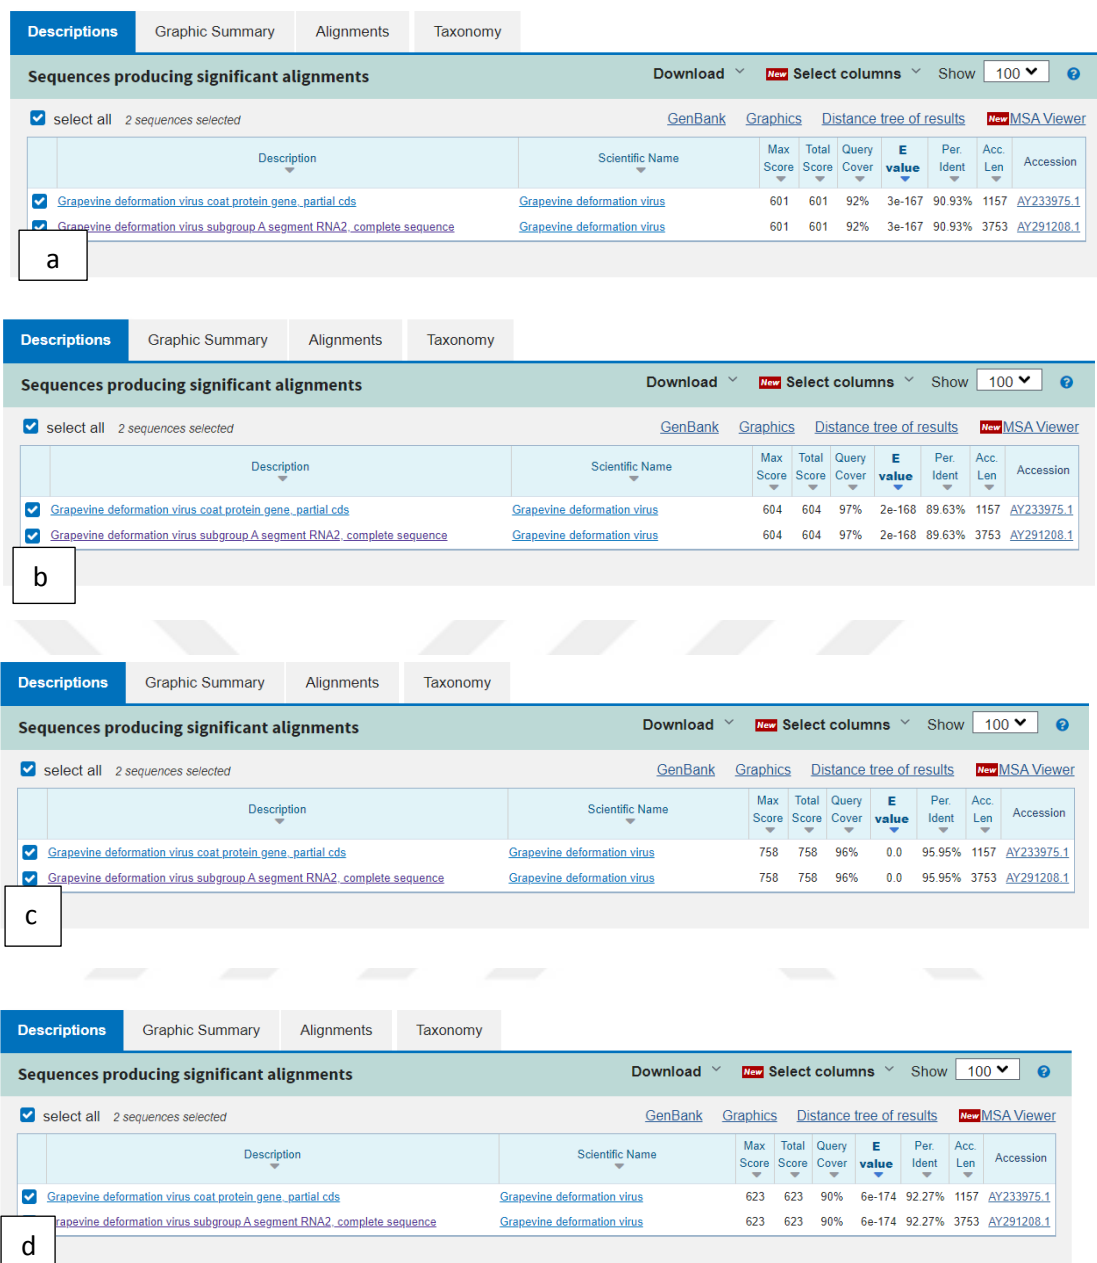 Descriptions Graphic Summary Alignments Taxonomy
Sequences producing significant alignments Download New Select columns Show 100 ?
select all 2 sequences selected GenBank Graphics Distance tree of results New MSA Viewer
Description Scientific Name Max Score Total Score Query Cover E value Per. Ident Acc. Len Accession
Grapevine deformation virus coat protein gene, partial cds Grapevine deformation virus 601 601 92% 3e-167 90.93% 1157 AY233975.1
Grapevine deformation virus subgroup A segment RNA2, complete sequence Grapevine deformation virus 601 601 92% 3e-167 90.93% 3753 AY291208.1
a
Descriptions Graphic Summary Alignments Taxonomy
Sequences producing significant alignments Download New Select columns Show 100 ?
select all 2 sequences selected GenBank Graphics Distance tree of results New MSA Viewer
Description Scientific Name Max Score Total Score Query Cover E value Per. Ident Acc. Len Accession
Grapevine deformation virus coat protein gene, partial cds Grapevine deformation virus 604 604 97% 2e-168 89.63% 1157 AY233975.1
Grapevine deformation virus subgroup A segment RNA2, complete sequence Grapevine deformation virus 604 604 97% 2e-168 89.63% 3753 AY291208.1
b
Descriptions Graphic Summary Alignments Taxonomy
Sequences producing significant alignments Download New Select columns Show 100 ?
select all 2 sequences selected GenBank Graphics Distance tree of results New MSA Viewer
Description Scientific Name Max Score Total Score Query Cover E value Per. Ident Acc. Len Accession
Grapevine deformation virus coat protein gene, partial cds Grapevine deformation virus 758 758 96% 0.0 95.95% 1157 AY233975.1
Grapevine deformation virus subgroup A segment RNA2, complete sequence Grapevine deformation virus 758 758 96% 0.0 95.95% 3753 AY291208.1
c
Descriptions Graphic Summary Alignments Taxonomy
Sequences producing significant alignments Download New Select columns Show 100 ?
select all 2 sequences selected GenBank Graphics Distance tree of results New MSA Viewer
Description Scientific Name Max Score Total Score Query Cover E value Per. Ident Acc. Len Accession
Grapevine deformation virus coat protein gene, partial cds Grapevine deformation virus 623 623 90% 6e-174 92.27% 1157 AY233975.1
rapevine deformation virus subgroup A segment RNA2, complete sequence Grapevine deformation virus 623 623 90% 6e-174 92.27% 3753 AY291208.1
d